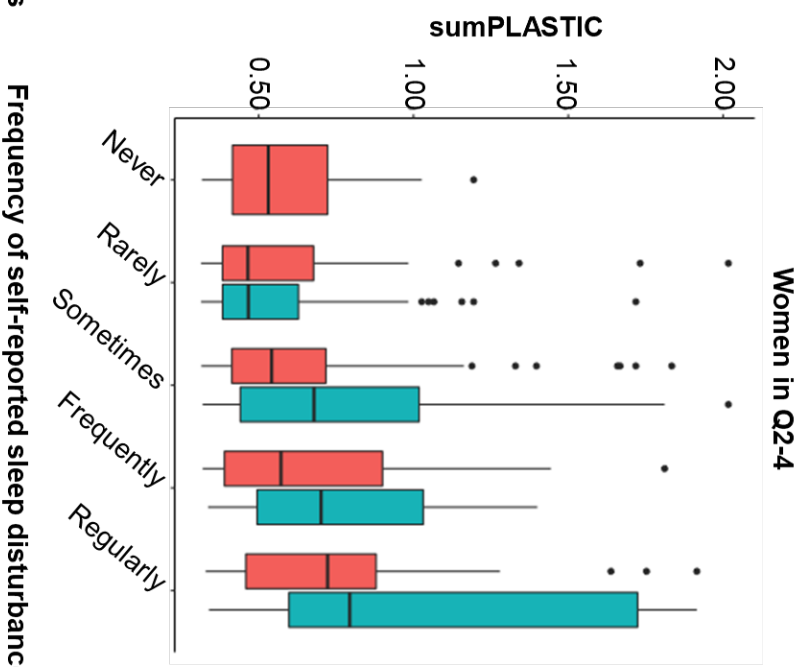 sumPLASTIC
0.50
1.00
1.50
2.00
Women in Q2-4
Never
Rarely
Sometimes
Frequently
Regularly
Frequency of self-reported sleep disturbanc
s